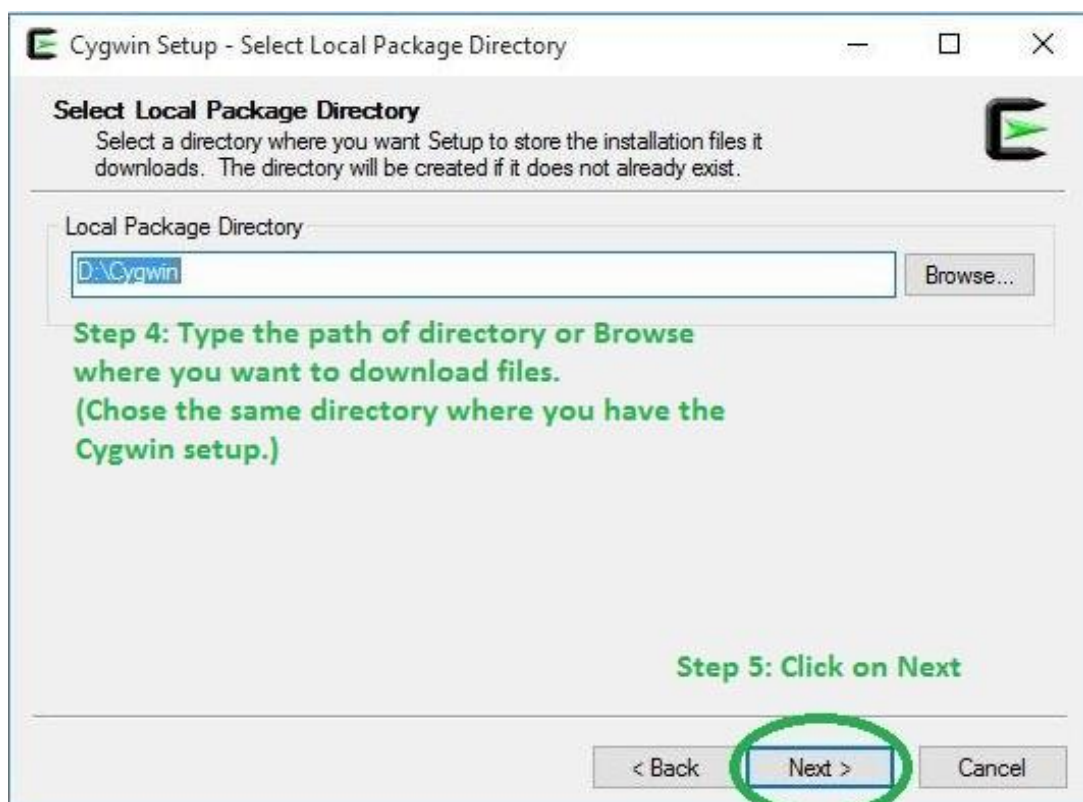 Cygwin Setup - Select Local Package Directory
Select Local Package Directory
Select a directory where you want Setup to store the installation files it
downloads. The directory will be created if it does not already exist.
Local Package Directory
D:\Cygwin
Browse...
Step 4: Type the path of directory or Browse
where you want to download files.
(Chose the same directory where you have the
Cygwin setup.)
Step 5: Click on Next
< Back
Next >
Cancel